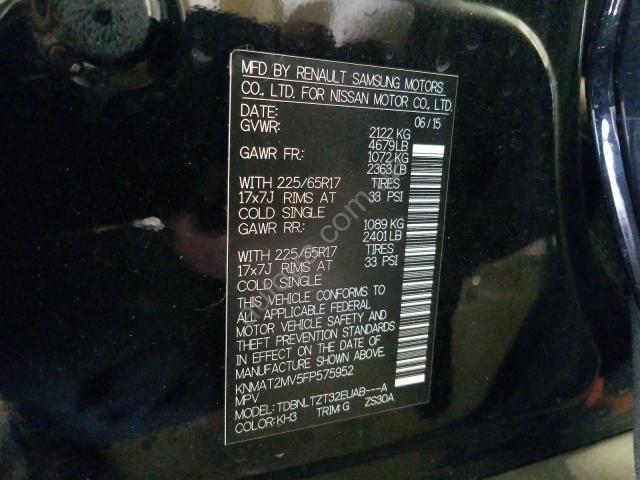 MFD BY RENAULT SAMSUNG MOTORS
CO., LTD. FOR NISSAN MOTOR CO., LTD.
DATE: 06/15
GVWR: 2122 KG
4679 LB
GAWR FR: 1072 KG
2363 LB
WITH 225/65R17 TIRES
17x7J RIMS AT 33 PSI
COLD SINGLE
GAWR RR: 1089 KG
2401 LB
WITH 225/65R17 TIRES
17x7J RIMS AT 33 PSI
COLD SINGLE
THIS VEHICLE CONFORMS TO
ALL APPLICABLE FEDERAL
MOTOR VEHICLE SAFETY AND
THEFT PREVENTION STANDARDS
IN EFFECT ON THE DATE OF
MANUFACTURE SHOWN ABOVE.
KNMAT2MV5FP575952
MPV
MODEL: TDBNLTZT32EUAB---A
COLOR: KH3 TRIM:G ZS30A